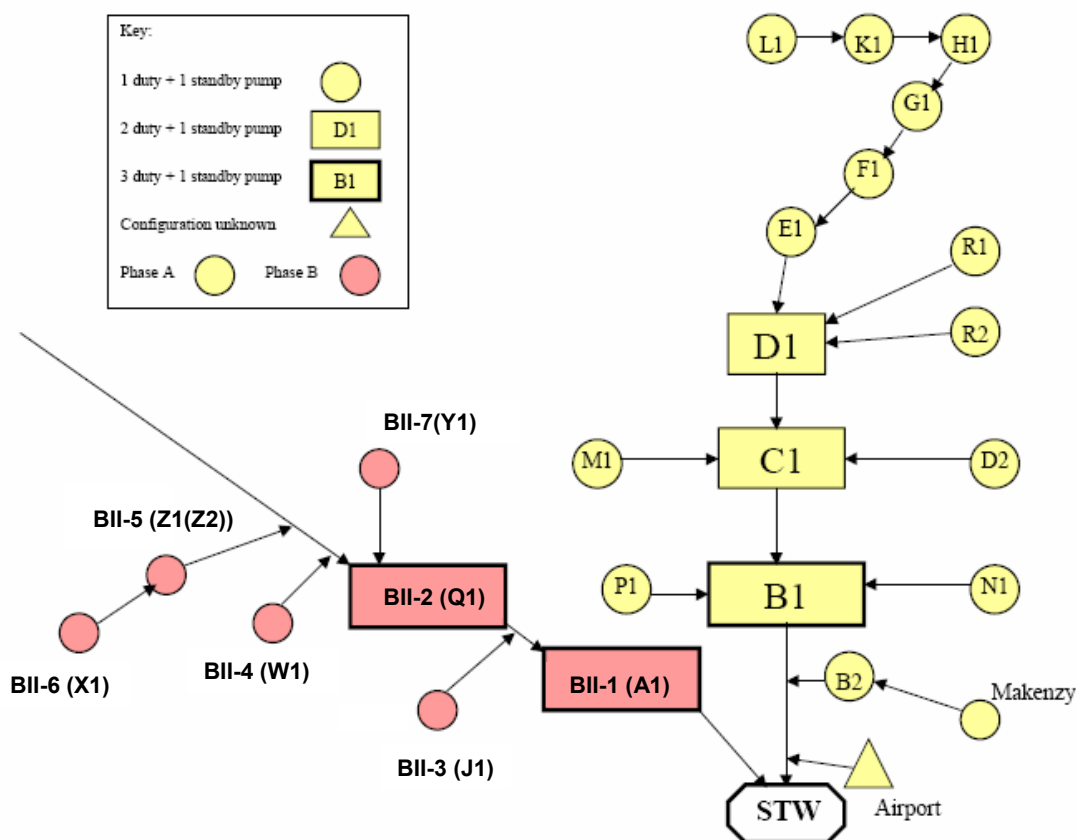 Key:
1 duty + 1 standby pump
2 duty + 1 standby pump
D1
3 duty + 1 standby pump
B1
Configuration unknown
Phase A
Phase B
L1
K1
H1
G1
F1
E1
R1
D1
R2
BII-7(Y1)
M1
C1
D2
BII-5 (Z1(Z2))
BII-2 (Q1)
P1
B1
N1
BII-4 (W1)
BII-6 (X1)
BII-1 (A1)
B2
Makenzy
BII-3 (J1)
STW
Airport